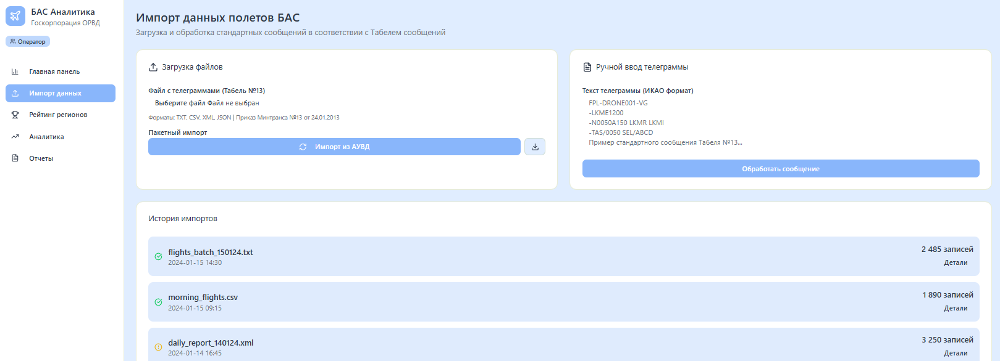 БАС Аналитика
Госкорпорация ОРВД
Оператор
Главная панель
Импорт данных
Рейтинг регионов
Аналитика
Отчеты
Импорт данных полетов БАС
Загрузка и обработка стандартных сообщений в соответствии с Табелем сообщений
Загрузка файлов
Файл с телеграммами (Табель №13)
Выберите файл Файл не выбран
Форматы: TXT, CSV, XML, JSON | Приказ Минтранса №13 от 24.01.2013
Пакетный импорт
Импорт из АУВД
Ручной ввод телеграммы
Текст телеграммы (ИКАО формат)
FPL-DRONE001-VG
-LKME1200
-N0050A150 LKMR LKMI
-TAS/0050 SEL/ABCD
Пример стандартного сообщения Табеля №13...
Обработать сообщение
История импортов
flights_batch_150124.txt
2024-01-15 14:30
2 485 записей
Детали
morning_flights.csv
2024-01-15 09:15
1 890 записей
Детали
daily_report_140124.xml
2024-01-14 16:45
3 250 записей
Детали